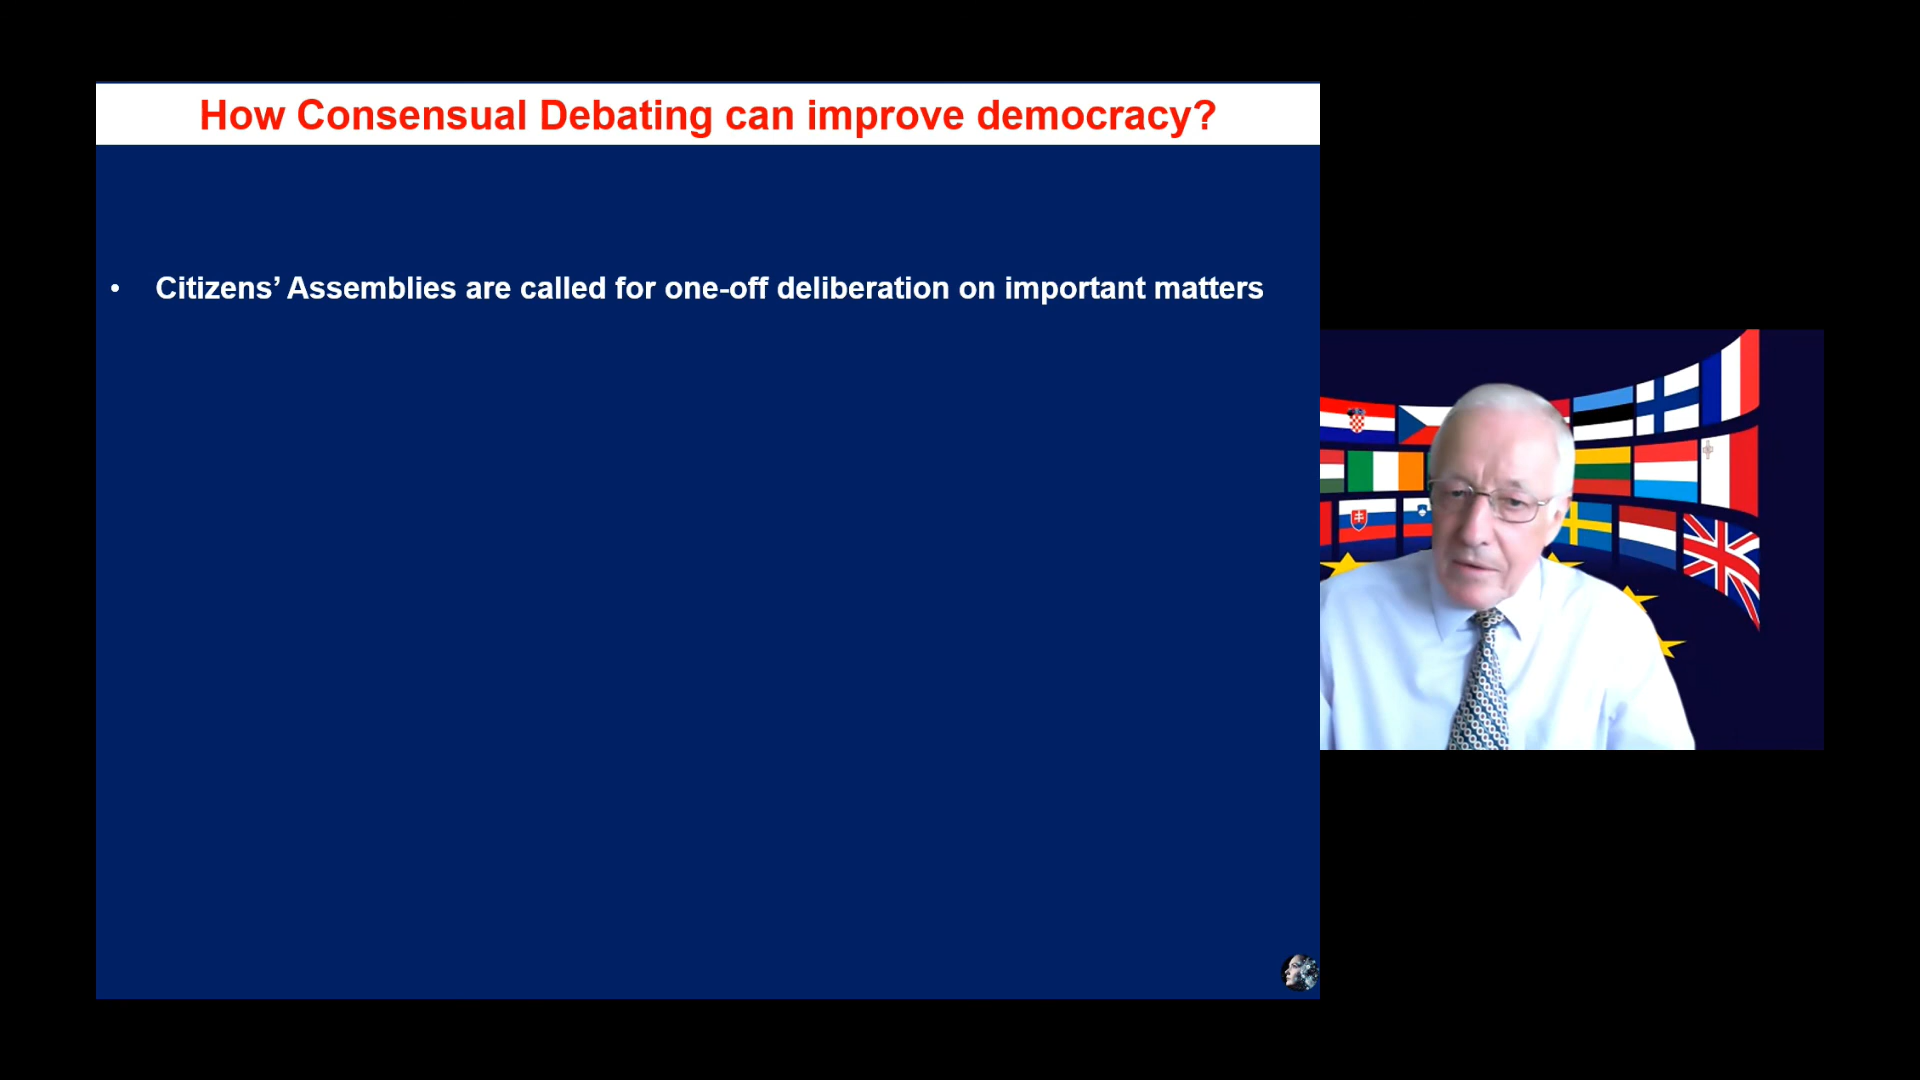 How Consensual Debating can improve democracy?
• Citizens’ Assemblies are called for one-off deliberation on important matters